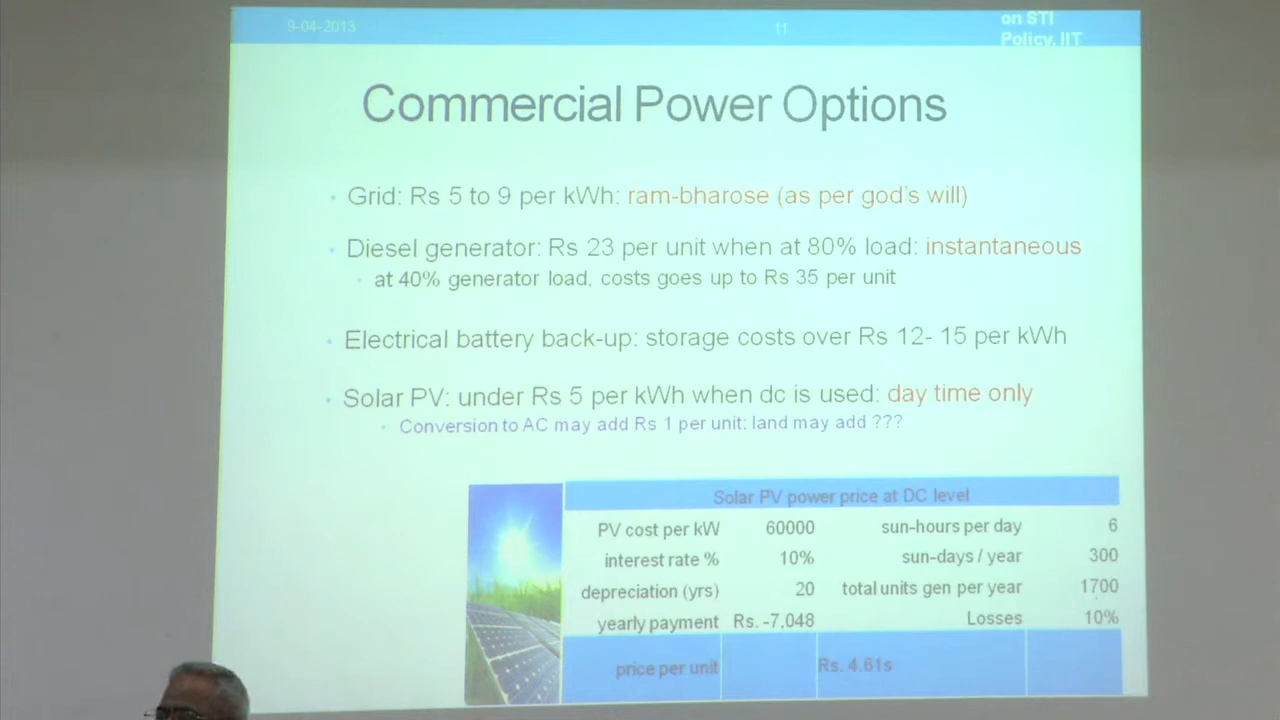 9-04-2013 11 on STI
Policy, IIT
Commercial Power Options
Grid: Rs 5 to 9 per kWh: ram-bharose (as per god's will)
Diesel generator: Rs 23 per unit when at 80% load: instantaneous
at 40% generator load, costs goes up to Rs 35 per unit
Electrical battery back-up: storage costs over Rs 12- 15 per kWh
Solar PV: under Rs 5 per kWh when dc is used: day time only
Conversion to AC may add Rs 1 per unit: land may add ???
Solar PV power price at DC level
PV cost per kW 60000 sun-hours per day 6
interest rate % 10% sun-days / year 300
depreciation (yrs) 20 total units gen per year 1700
yearly payment Rs. -7,048 Losses 10%
price per unit Rs. 4.61s